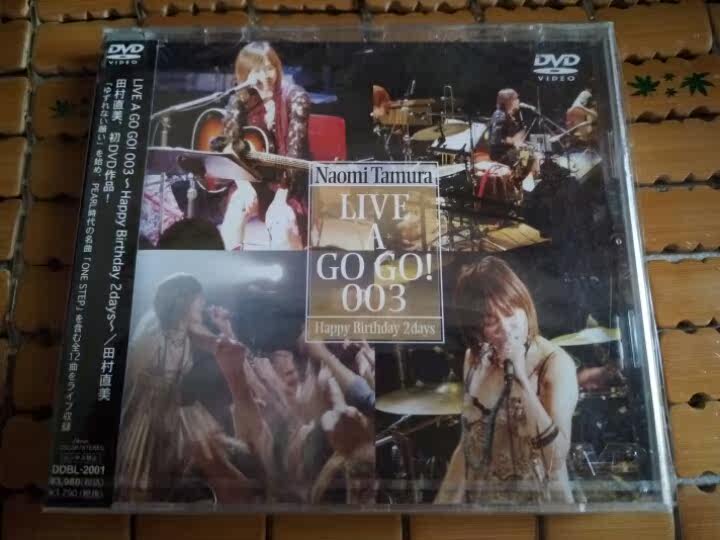 DVD
VIDEO
LIVE A GO GO! 003 ~ Happy Birthday 2days ~ / 田村直美
田村直美、初DVD作品!
「ゆずれない願い」を始め、PEARL時代の名曲「ONE STEP」を含む全12曲をライブ収録
DDBL-2001
DVD
VIDEO
Naomi Tamura
LIVE
A
GO GO!
003
Happy Birthday 2days